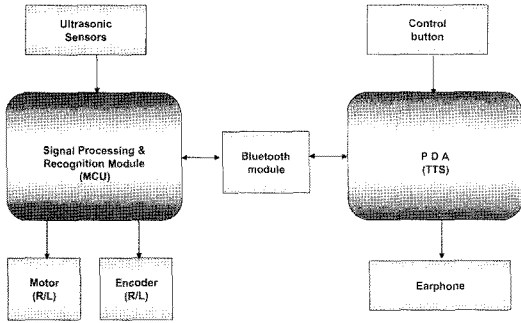 Ultrasonic
Sensors
Control
button
Signal Processing &
Recognition Module
(MCU)
Bluetooth
module
P D A
(TTS)
Motor
(R/L)
Encoder
(R/L)
Earphone